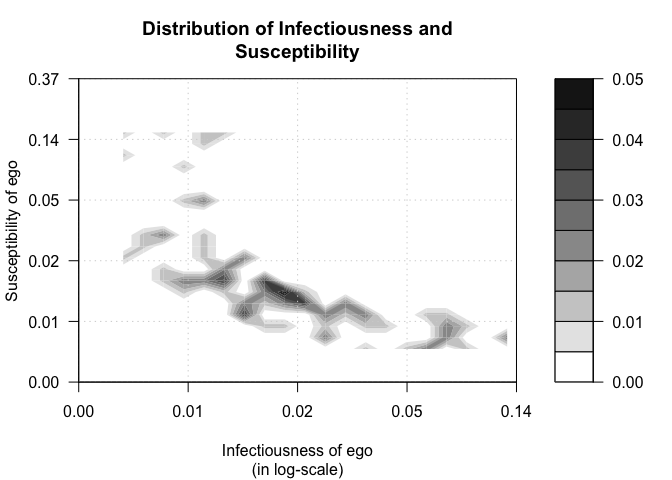 Distribution of Infectiousness and
Susceptibility
Susceptibility of ego
0.37
0.14
0.05
0.02
0.01
0.00
0.00 0.01 0.02 0.05 0.14
Infectiousness of ego
(in log-scale)
0.05
0.04
0.03
0.02
0.01
0.00